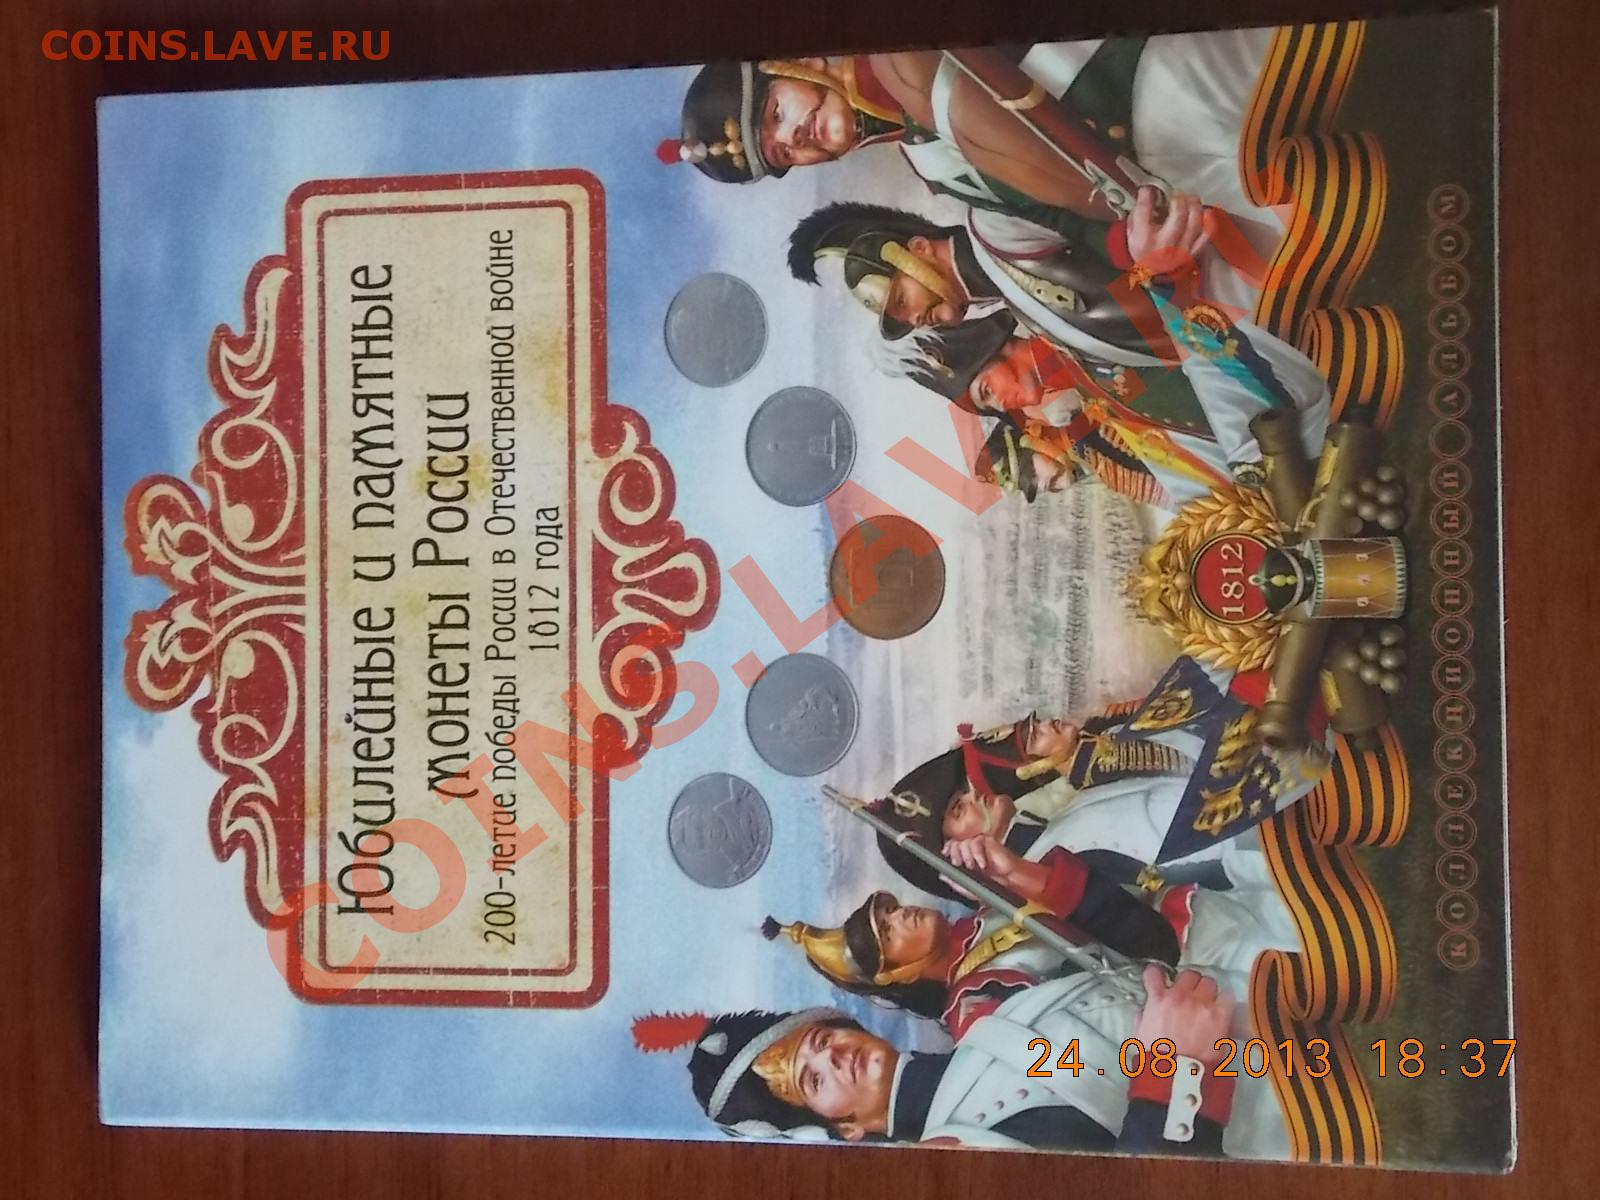 COINS.LAVE.RU
Юбилейные и памятные
монеты России
200-летие победы России в Отечественной войне
1812 года
COINS.LAVE.RU
1812
КОЛЛЕКЦИОННЫЙ АЛЬБОМ
24.08.2013 18:37